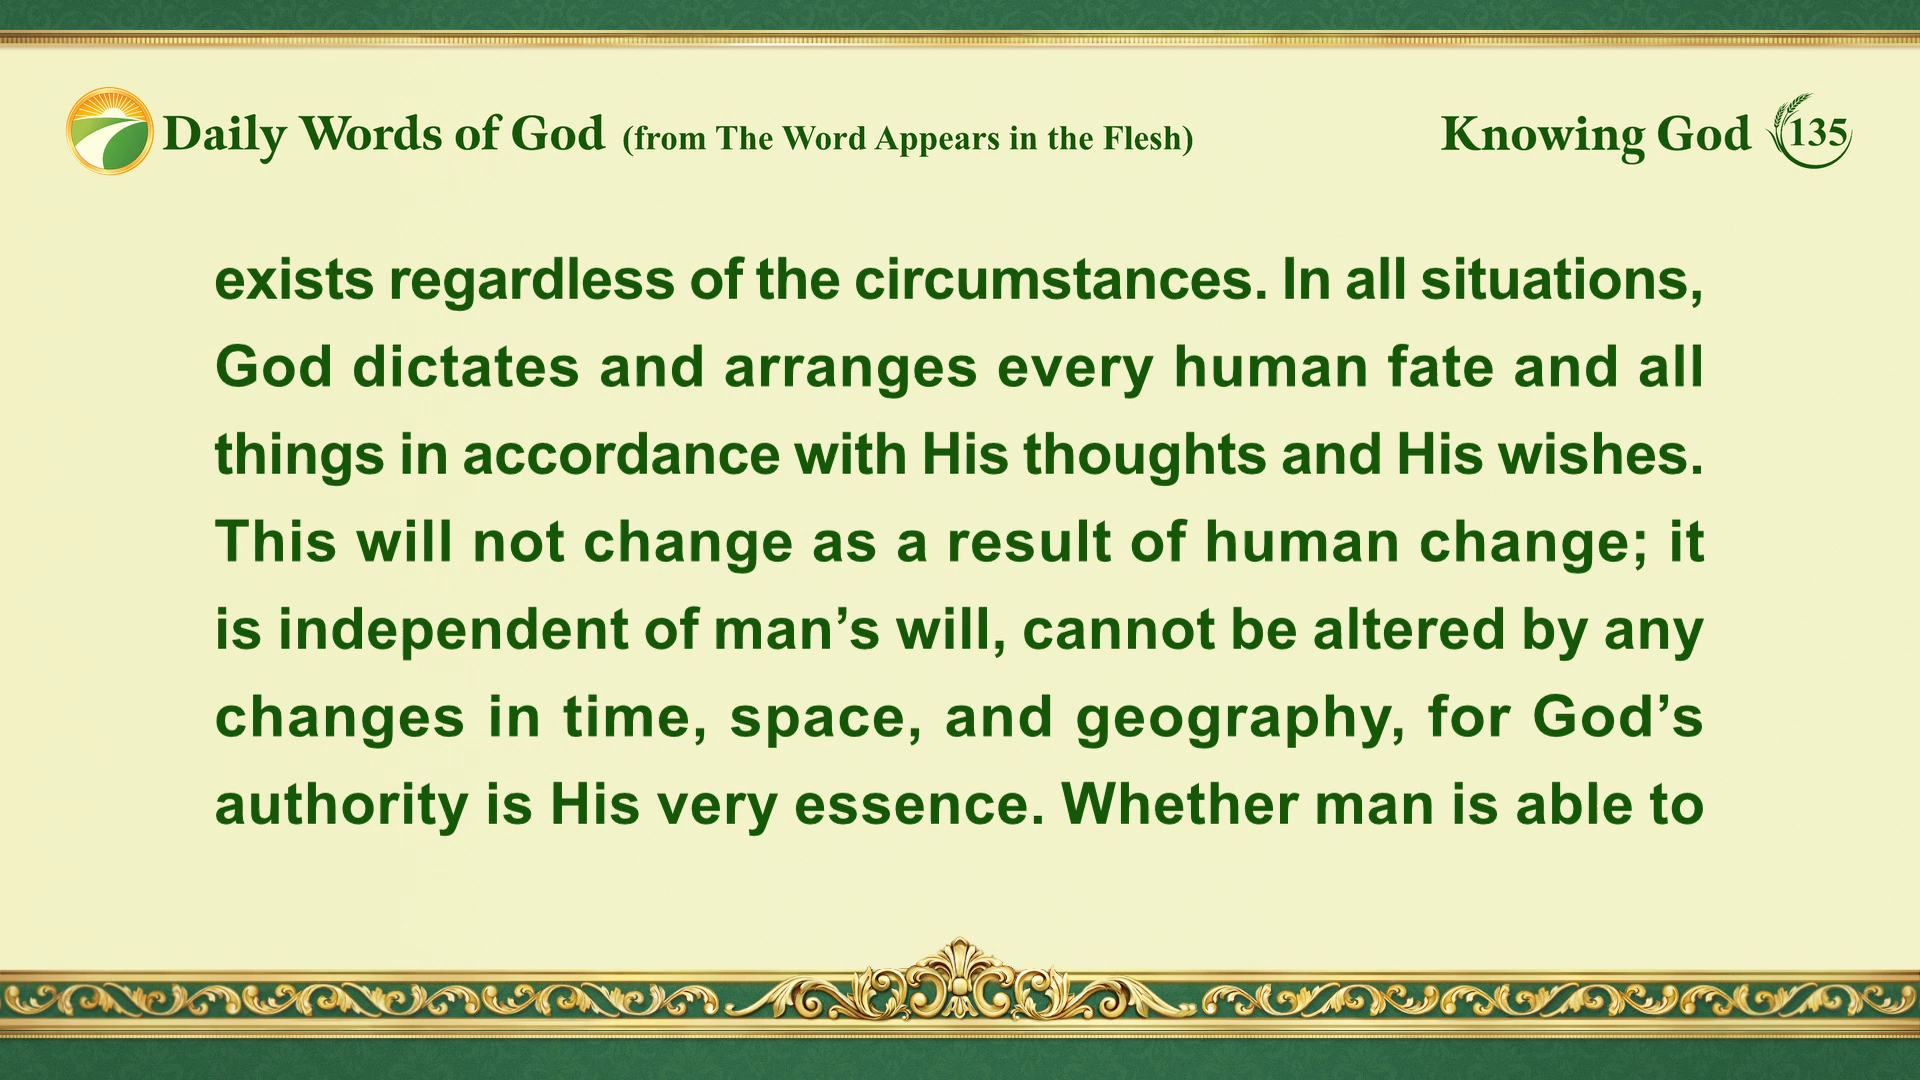 Daily Words of God (from The Word Appears in the Flesh)
Knowing God 135
exists regardless of the circumstances. In all situations,
God dictates and arranges every human fate and all
things in accordance with His thoughts and His wishes.
This will not change as a result of human change; it
is independent of man’s will, cannot be altered by any
changes in time, space, and geography, for God’s
authority is His very essence. Whether man is able to